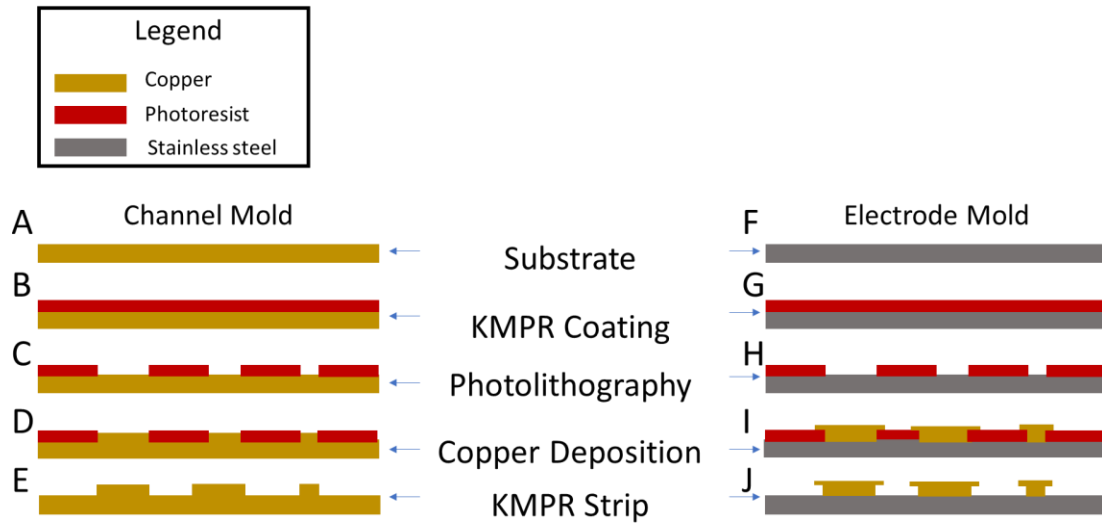 Legend
Copper
Photoresist
Stainless steel
Channel Mold
Electrode Mold
A
F
Substrate
B
G
KMPR Coating
C
H
Photolithography
D
I
Copper Deposition
E
J
KMPR Strip